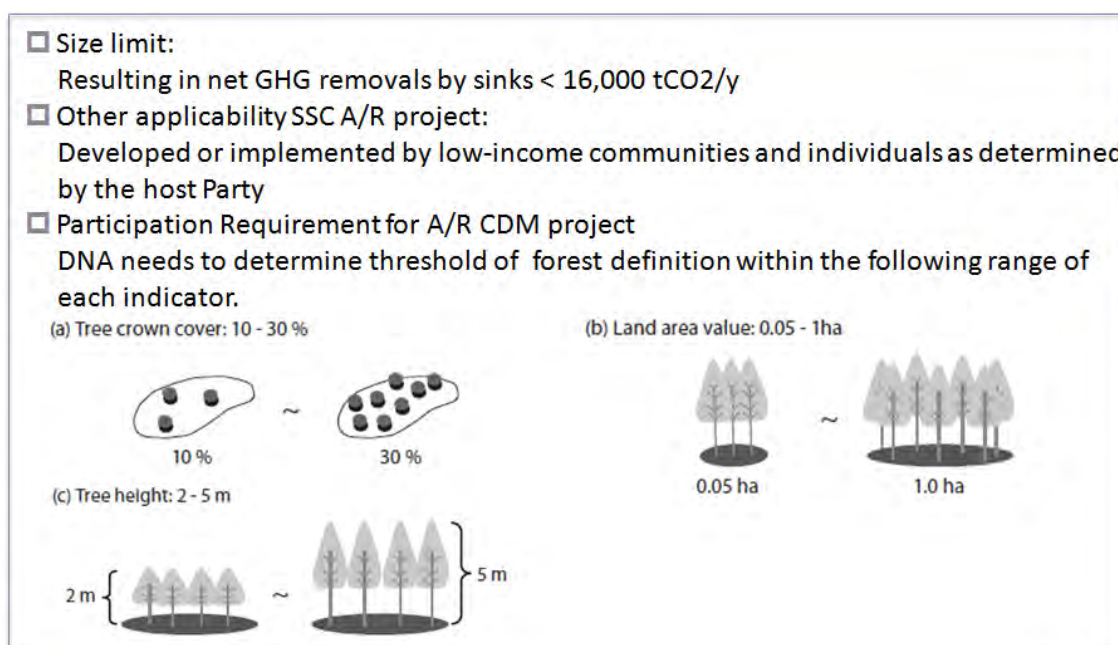 Size limit:
Resulting in net GHG removals by sinks < 16,000 tCO2/y
Other applicability SSC A/R project:
Developed or implemented by low-income communities and individuals as determined
by the host Party
Participation Requirement for A/R CDM project
DNA needs to determine threshold of forest definition within the following range of
each indicator.
(a) Tree crown cover: 10 - 30 %
(b) Land area value: 0.05 - 1ha
~
10 %
30 %
~
0.05 ha
1.0 ha
(c) Tree height: 2 - 5 m
2 m
~
5 m